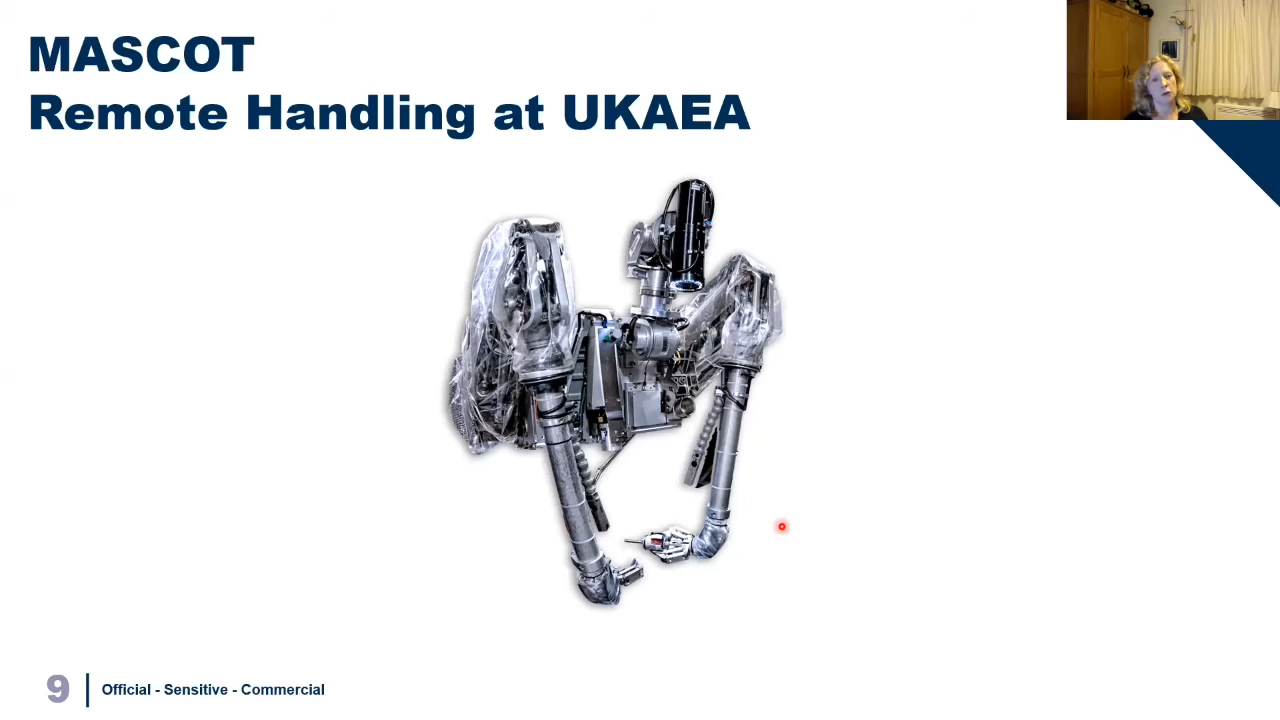 MASCOT
Remote Handling at UKAEA
9
Official - Sensitive - Commercial